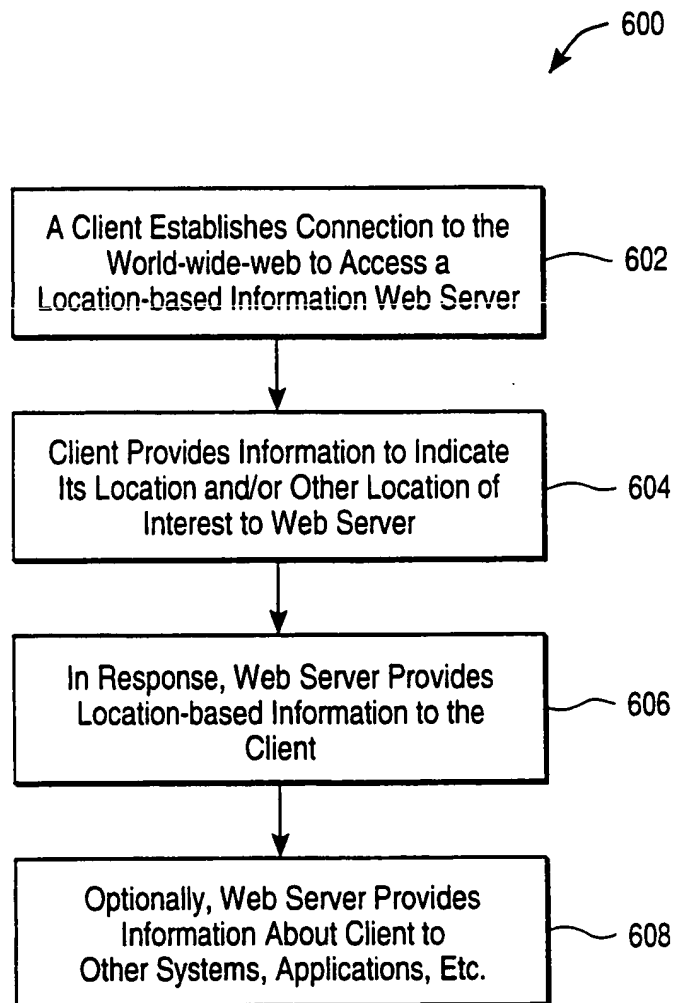 600
A Client Establishes Connection to the
World-wide-web to Access a
Location-based Information Web Server
602
Client Provides Information to Indicate
Its Location and/or Other Location of
Interest to Web Server
604
In Response, Web Server Provides
Location-based Information to the
Client
606
Optionally, Web Server Provides
Information About Client to
Other Systems, Applications, Etc.
608